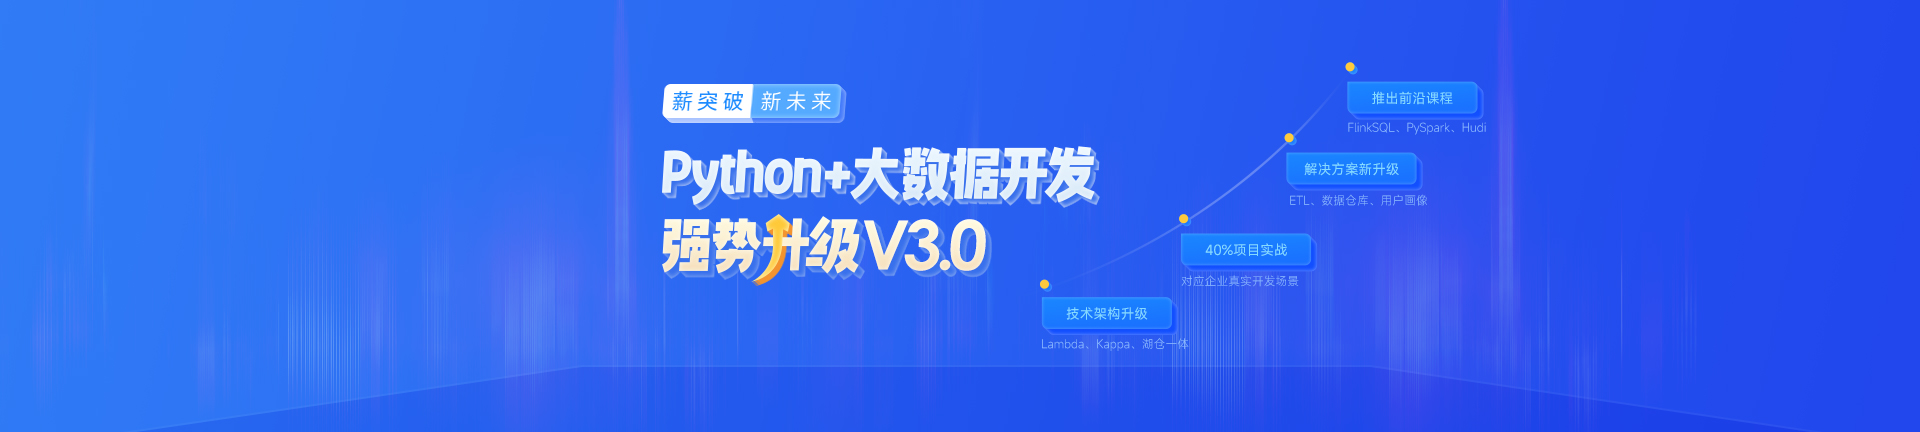 薪突破 新未来
Python+大数据开发
强势升级V3.0
推出前沿课程
FlinkSQL、PySpark、Hudi
解决方案新升级
ETL、数据仓库、用户画像
40%项目实战
对应企业真实开发场景
技术架构升级
Lambda、Kappa、湖仓一体